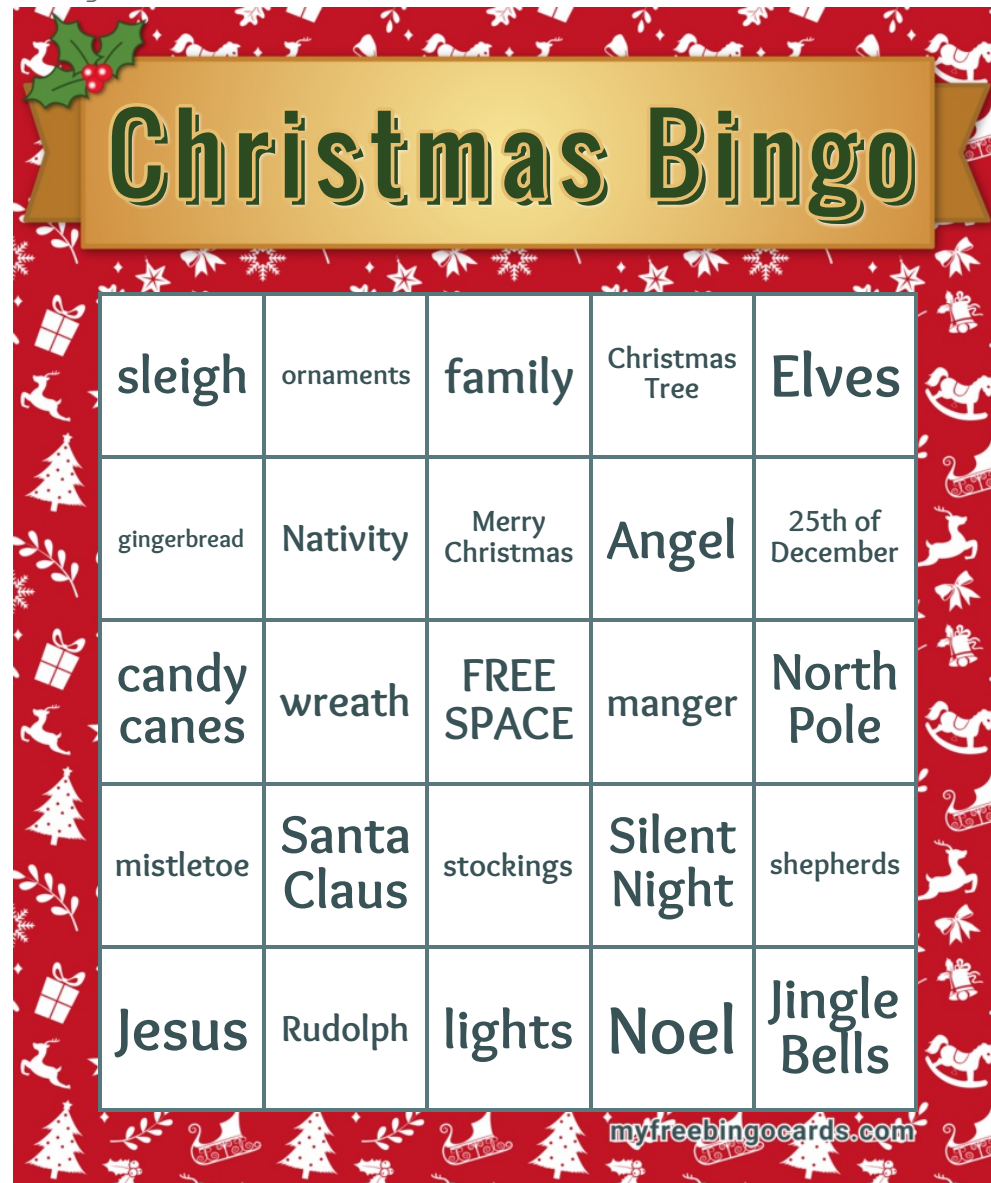 Christmas Bingo
sleigh
ornaments
family
Christmas
Tree
Elves
gingerbread
Nativity
Merry
Christmas
Angel
25th of
December
candy
canes
wreath
FREE
SPACE
manger
North
Pole
mistletoe
Santa
Claus
stockings
Silent
Night
shepherds
Jesus
Rudolph
lights
Noel
Jingle
Bells
myfreebingocards.com